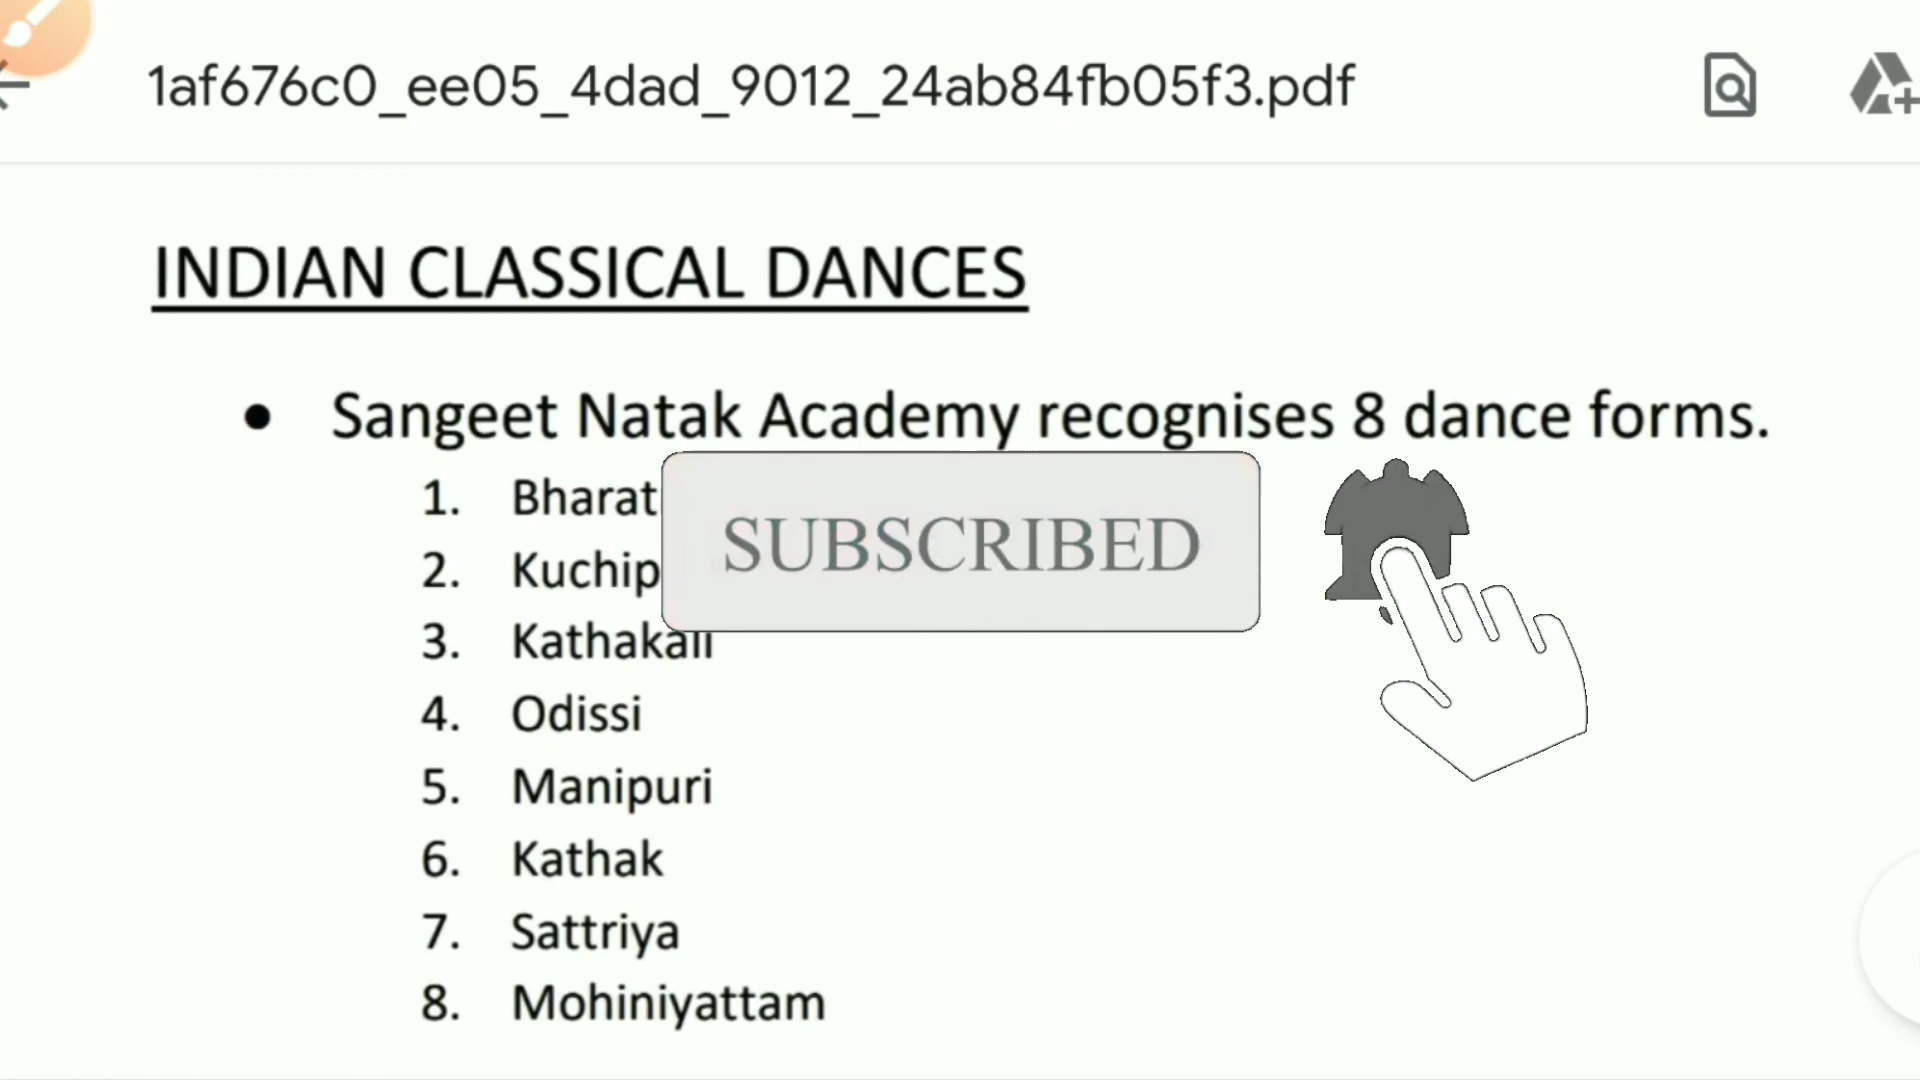 1af676c0_ee05_4dad_9012_24ab84fb05f3.pdf
INDIAN CLASSICAL DANCES
• Sangeet Natak Academy recognises 8 dance forms.
1. Bharat
2. Kuchip
SUBSCRIBED
3. Kathakali
4. Odissi
5. Manipuri
6. Kathak
7. Sattriya
8. Mohiniyattam